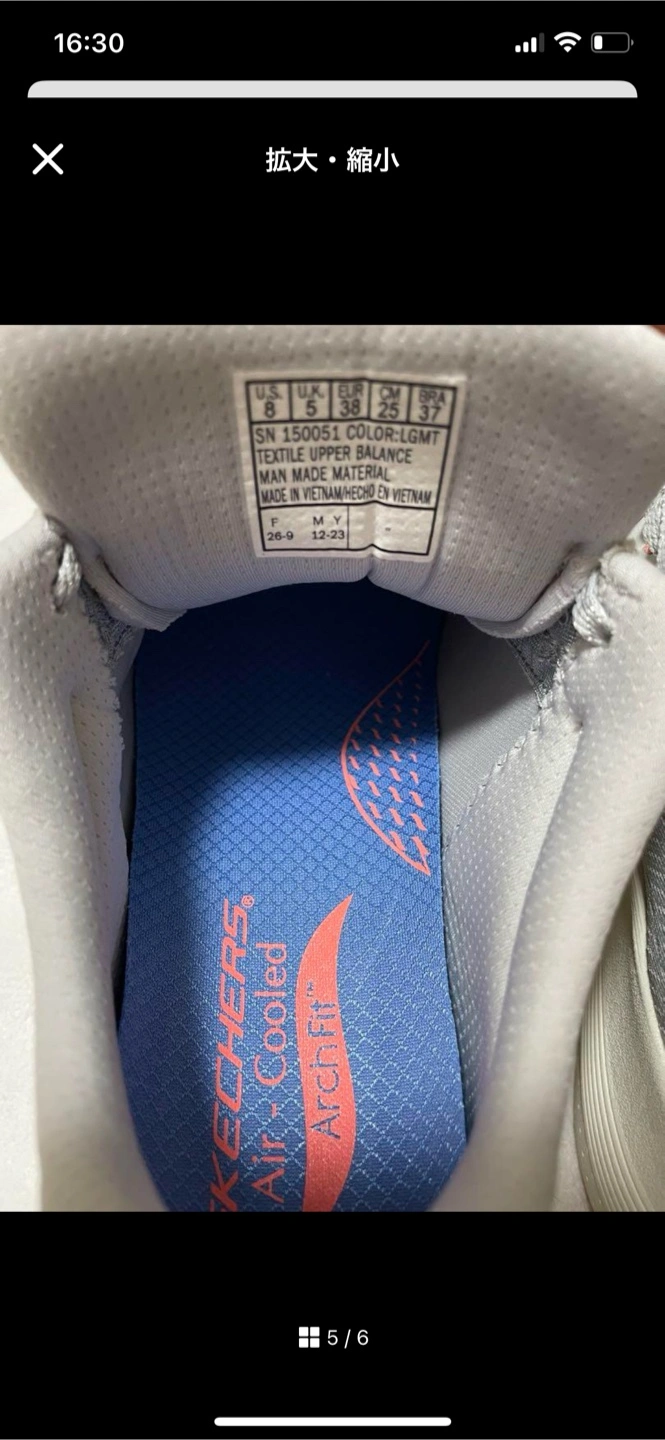 16:30
拡大・縮小
U.S. U.K. EUR CM BRA
8 5 38 25 37
SN 150051 COLOR:LGMT
TEXTILE UPPER BALANCE
MAN MADE MATERIAL
MADE IN VIETNAM/HECHO EN VIETNAM
F M Y
26-9 12-23 -
SKECHERS®
Air - Cooled
Arch Fit™
5 / 6